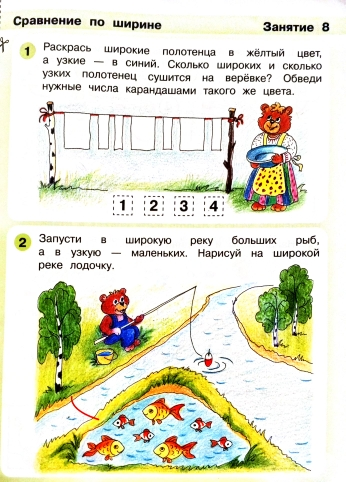 Сравнение по ширине
Занятие 8
1
Раскрась широкие полотенца в жёлтый цвет,
а узкие — в синий. Сколько широких и сколько
узких полотенец сушится на верёвке? Обведи
нужные числа карандашами такого же цвета.
1 2 3 4
2
Запусти в широкую реку больших рыб,
а в узкую — маленьких. Нарисуй на широкой
реке лодочку.